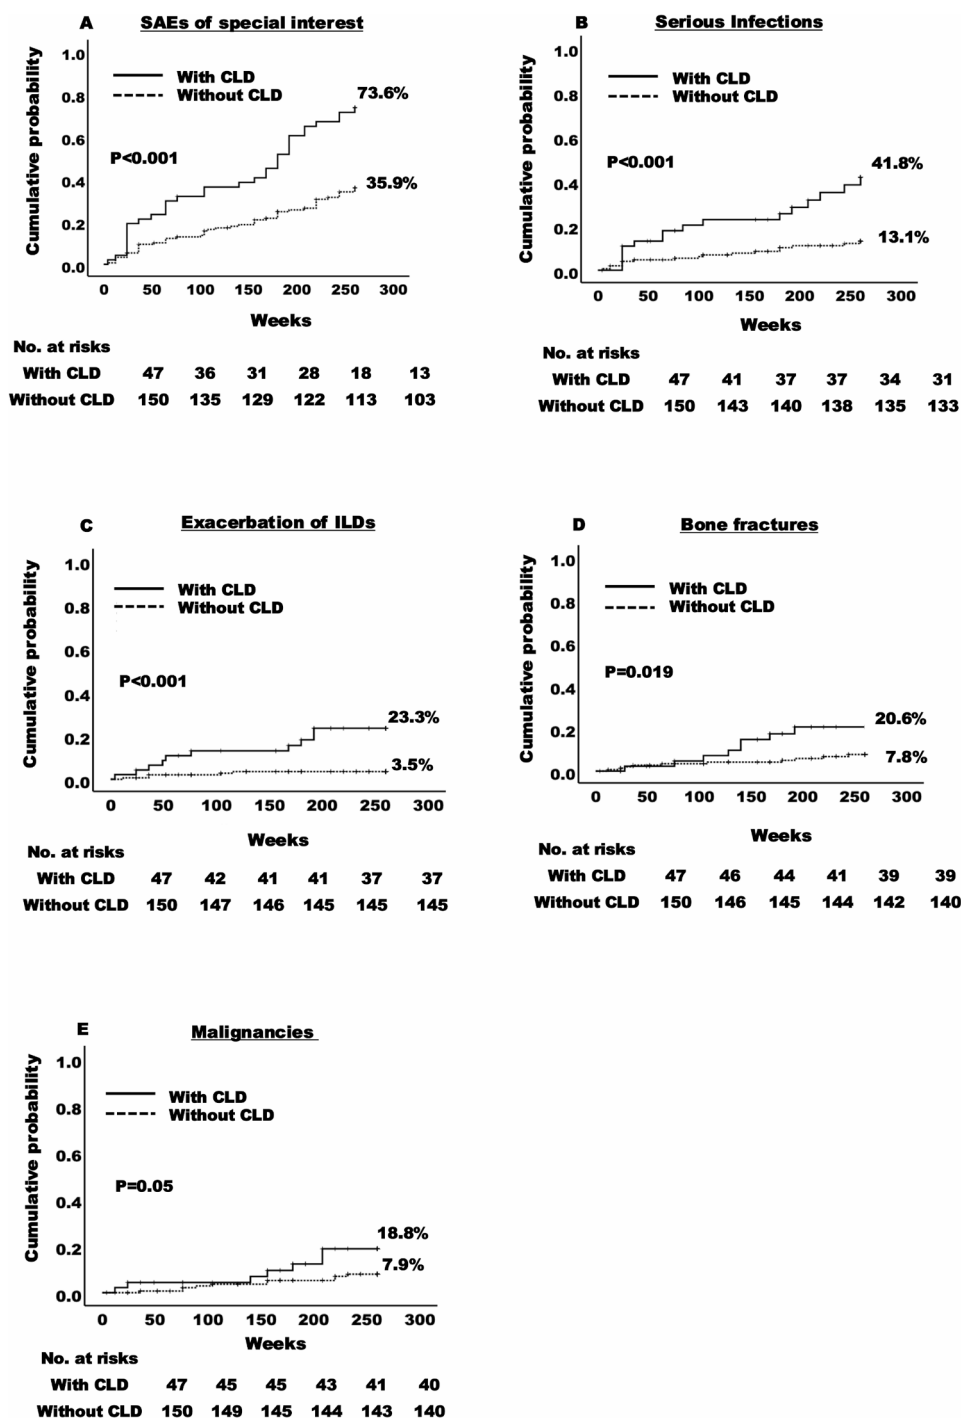 A SAEs of special interest
Cumulative probability
1.0
0.8
0.6
0.4
0.2
0.0
With CLD
Without CLD
73.6%
P<0.001
35.9%
0 50 100 150 200 250 300
Weeks
No. at risks
With CLD 47 36 31 28 18 13
Without CLD 150 135 129 122 113 103
B Serious Infections
Cumulative probability
1.0
0.8
0.6
0.4
0.2
0.0
With CLD
Without CLD
P<0.001
41.8%
13.1%
0 50 100 150 200 250 300
Weeks
No. at risks
With CLD 47 41 37 37 34 31
Without CLD 150 143 140 138 135 133
C Exacerbation of ILDs
Cumulative probability
1.0
0.8
0.6
0.4
0.2
0.0
With CLD
Without CLD
P<0.001
23.3%
3.5%
0 50 100 150 200 250 300
Weeks
No. at risks
With CLD 47 42 41 41 37 37
Without CLD 150 147 146 145 145 145
D Bone fractures
Cumulative probability
1.0
0.8
0.6
0.4
0.2
0.0
With CLD
Without CLD
P=0.019
20.6%
7.8%
0 50 100 150 200 250 300
Weeks
No. at risks
With CLD 47 46 44 41 39 39
Without CLD 150 146 145 144 142 140
E Malignancies
Cumulative probability
1.0
0.8
0.6
0.4
0.2
0.0
With CLD
Without CLD
P=0.05
18.8%
7.9%
0 50 100 150 200 250 300
Weeks
No. at risks
With CLD 47 45 45 43 41 40
Without CLD 150 149 145 144 143 140